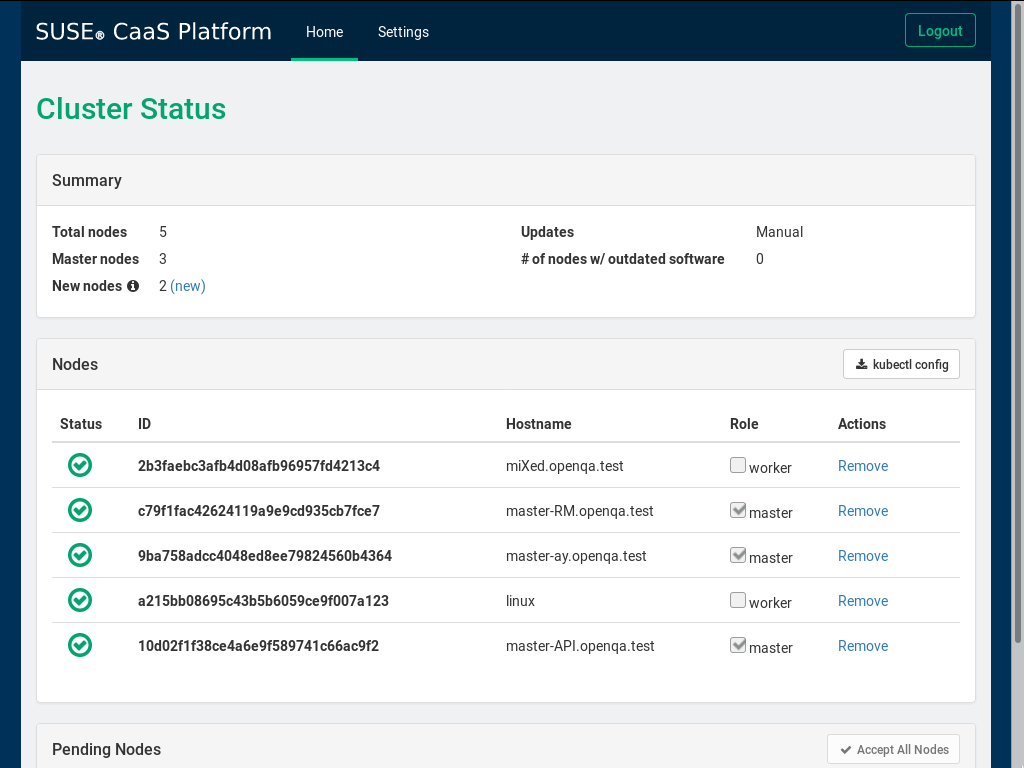 SUSE® CaaS Platform Home Settings Logout
Cluster Status
Summary
Total nodes 5 Updates Manual
Master nodes 3 # of nodes w/ outdated software 0
New nodes 2 (new)
Nodes kubectl config
Status ID Hostname Role Actions
2b3faebc3afb4d08afb96957fd4213c4 miXed.openqa.test worker Remove
c79f1fac42624119a9e9cd935cb7fce7 master-RM.openqa.test master Remove
9ba758adcc4048ed8ee79824560b4364 master-ay.openqa.test master Remove
a215bb08695c43b5b6059ce9f007a123 linux worker Remove
10d02f1f38ce4a6e9f589741c66ac9f2 master-API.openqa.test master Remove
Pending Nodes Accept All Nodes